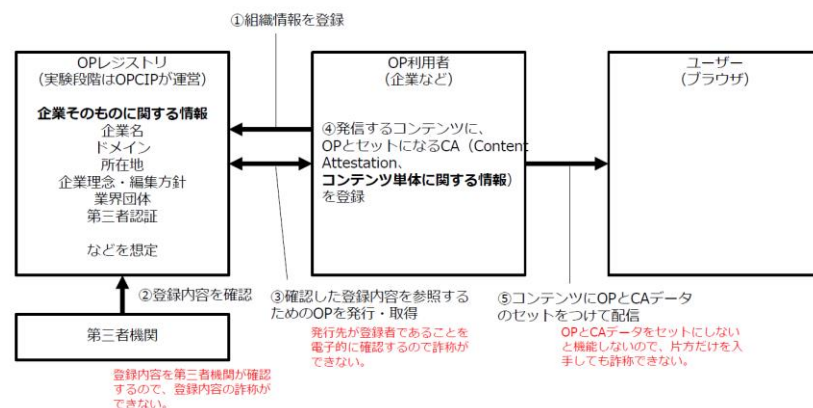 ①組織情報を登録
OPレジストリ
(実験段階はOPCIPが運営)
企業そのものに関する情報
企業名
ドメイン
所在地
企業理念・編集方針
業界団体
第三者認証
などを想定
OP利用者
(企業など)
④発信するコンテンツに、
OPとセットになるCA(Content
Attestation、
コンテンツ単体に関する情報)
を登録
ユーザー
(ブラウザ)
②登録内容を確認
第三者機関
登録内容を第三者機関が確認
するので、登録内容の詐称が
できない。
③確認した登録内容を参照する
ためのOPを発行・取得
発行先が登録者であることを
電子的に確認するので詐称が
できない。
⑤コンテンツにOPとCAデータ
のセットをつけて配信
OPとCAデータをセットにしない
と機能しないので、片方だけを入
手しても詐称できない。